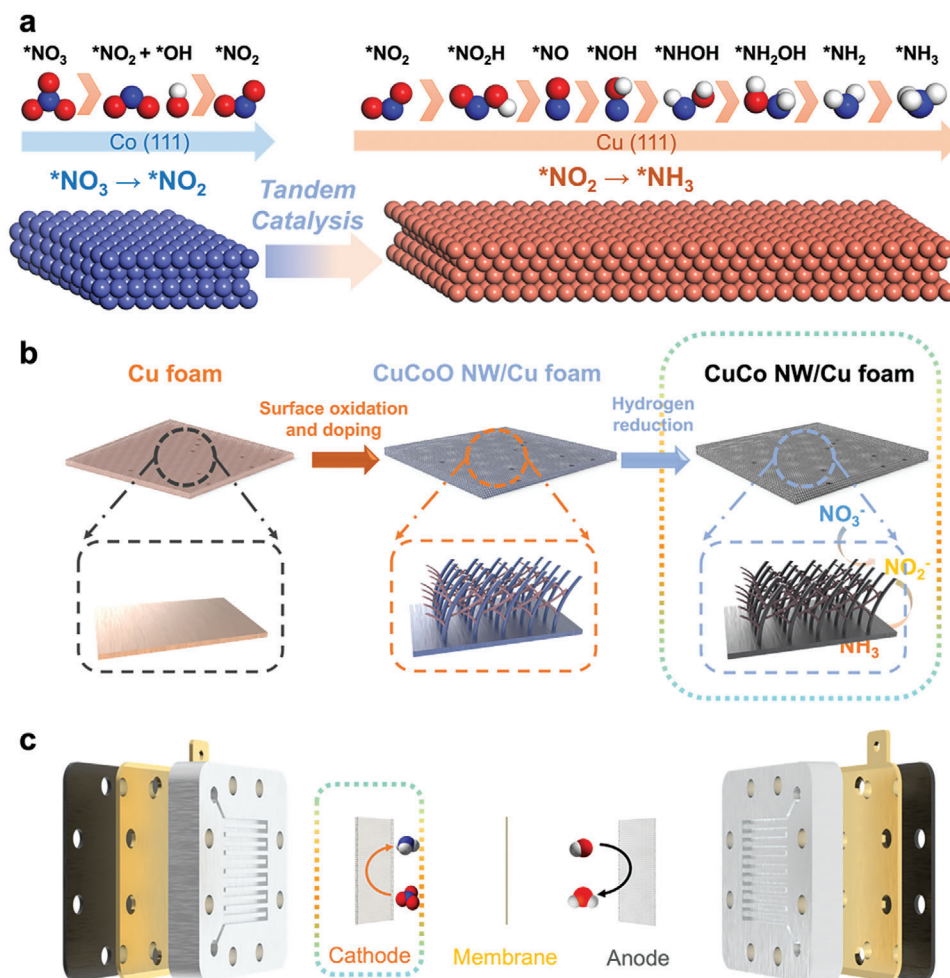 a
*NO₃ *NO₂ + *OH *NO₂
*NO₂ *NO₂H *NO *NOH *NHOH *NH₂OH *NH₂ *NH₃
Co (111)
Cu (111)
*NO₃ → *NO₂
*NO₂ → *NH₃
Tandem
Catalysis
b
Cu foam
CuCoO NW/Cu foam
CuCo NW/Cu foam
Surface oxidation
and doping
Hydrogen
reduction
NO₃⁻
NO₂⁻
NH₃
c
Cathode
Membrane
Anode